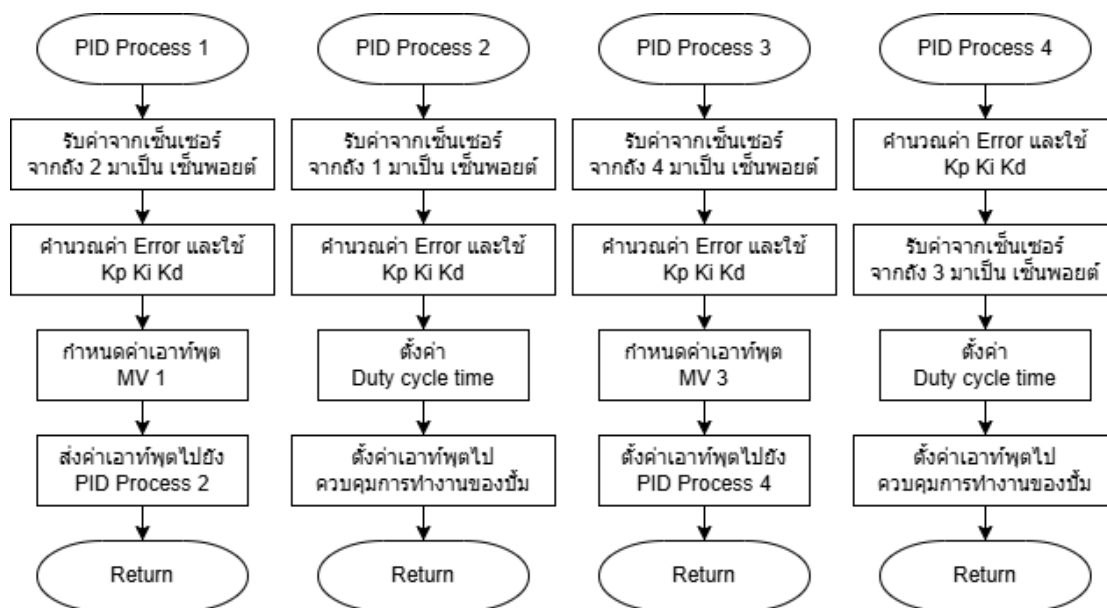 PID Process 1
รับค่าจากเซ็นเซอร์
จากถัง 2 มาเป็น เซ็นพอยต์
คำนวณค่า Error และใช้
Kp Ki Kd
กำหนดค่าเอาท์พุต
MV 1
ส่งค่าเอาท์พุตไปยัง
PID Process 2
Return
PID Process 2
รับค่าจากเซ็นเซอร์
จากถัง 1 มาเป็น เซ็นพอยต์
คำนวณค่า Error และใช้
Kp Ki Kd
ตั้งค่า
Duty cycle time
ตั้งค่าเอาท์พุตไป
ควบคุมการทำงานของปั๊ม
Return
PID Process 3
รับค่าจากเซ็นเซอร์
จากถัง 4 มาเป็น เซ็นพอยต์
คำนวณค่า Error และใช้
Kp Ki Kd
กำหนดค่าเอาท์พุต
MV 3
ตั้งค่าเอาท์พุตไปยัง
PID Process 4
Return
PID Process 4
คำนวณค่า Error และใช้
Kp Ki Kd
รับค่าจากเซ็นเซอร์
จากถัง 3 มาเป็น เซ็นพอยต์
ตั้งค่า
Duty cycle time
ตั้งค่าเอาท์พุตไป
ควบคุมการทำงานของปั๊ม
Return